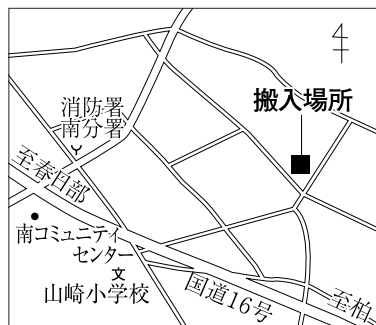 搬入場所
消防署
南分署
至春日部
南コミュニティ
センター
文
山崎小学校
国道16号
至柏